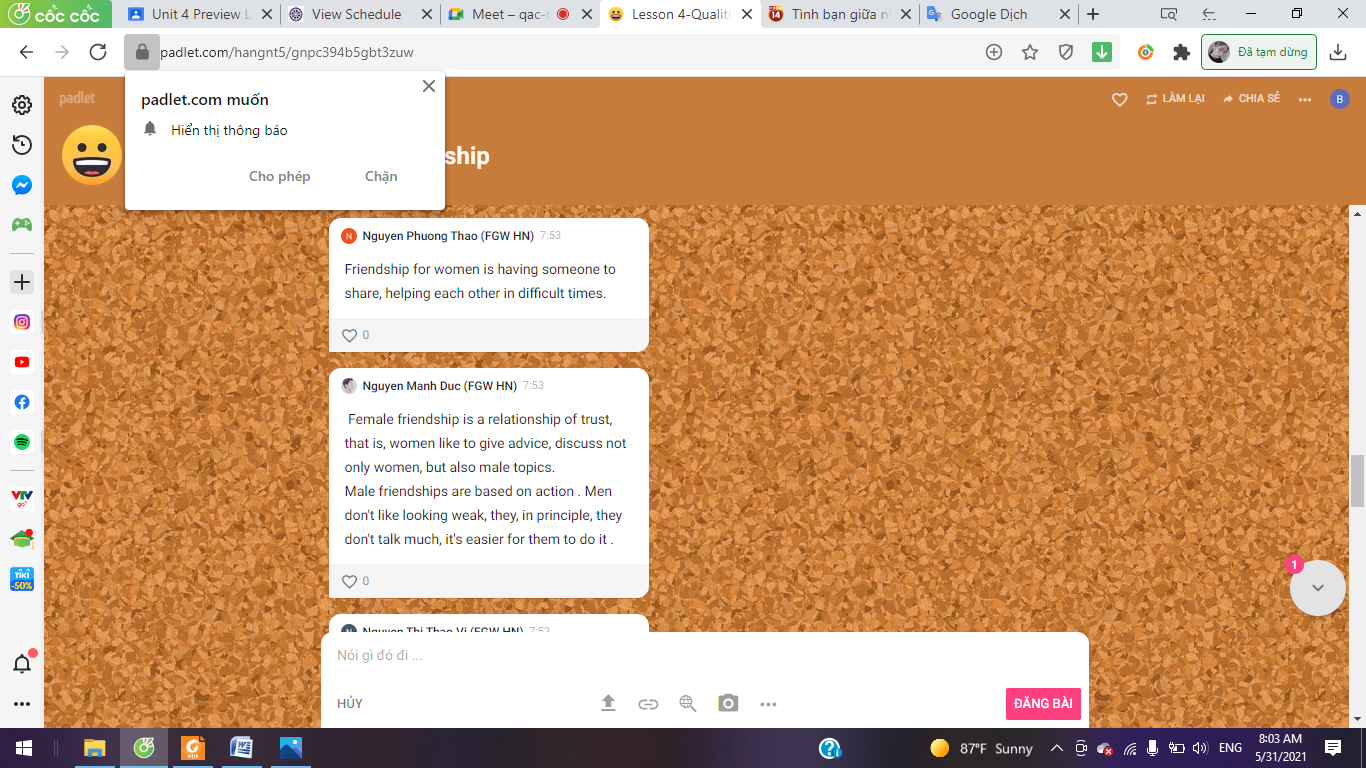 cốc cốc
Unit 4 Preview L
View Schedule
Meet – qac-r
Lesson 4-Qualiti
Tình bạn giữa n
Google Dịch
padlet.com/hangnt5/gnpc394b5gbt3zuw
Đã tạm dừng
padlet.com muốn
Hiển thị thông báo
Cho phép
Chặn
padlet
LÀM LẠI
CHIA SẺ
B
ship
N
Nguyen Phuong Thao (FGW HN) 7:53
Friendship for women is having someone to
share, helping each other in difficult times.
0
Nguyen Manh Duc (FGW HN) 7:53
Female friendship is a relationship of trust,
that is, women like to give advice, discuss not
only women, but also male topics.
Male friendships are based on action . Men
don't like looking weak, they, in principle, they
don't talk much, it's easier for them to do it .
0
N
Nguyen Thi Thao Vi (FGW HN) 7:53
Nói gì đó đi ...
HỦY
ĐĂNG BÀI
1
VTV
go
TIKI
-50%
PDF
87°F Sunny
ENG
8:03 AM
5/31/2021